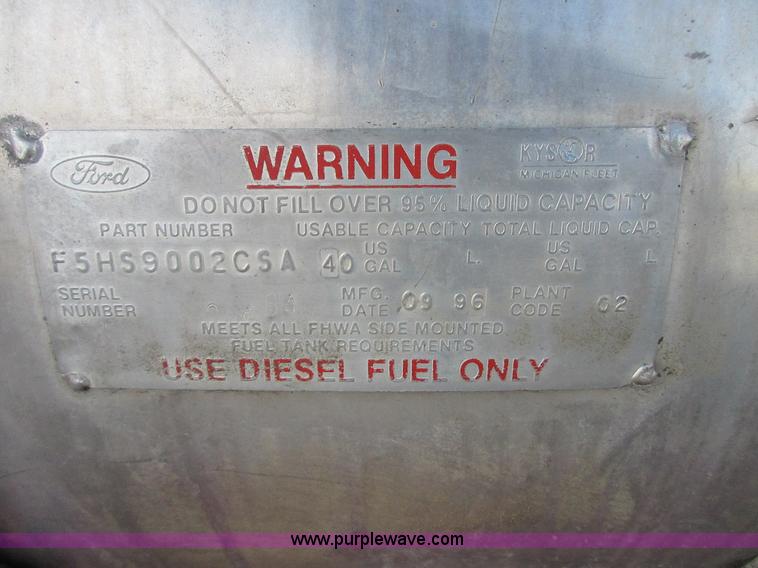 Ford WARNING KYSOR
MICHIGAN FLEET
DO NOT FILL OVER 95% LIQUID CAPACITY
PART NUMBER USABLE CAPACITY TOTAL LIQUID CAP.
F5HS9002CSA 40 US GAL L. US GAL L
SERIAL NUMBER MFG. DATE 09 96 PLANT CODE 62
MEETS ALL FHWA SIDE MOUNTED
FUEL TANK REQUIREMENTS
USE DIESEL FUEL ONLY
www.purplewave.com